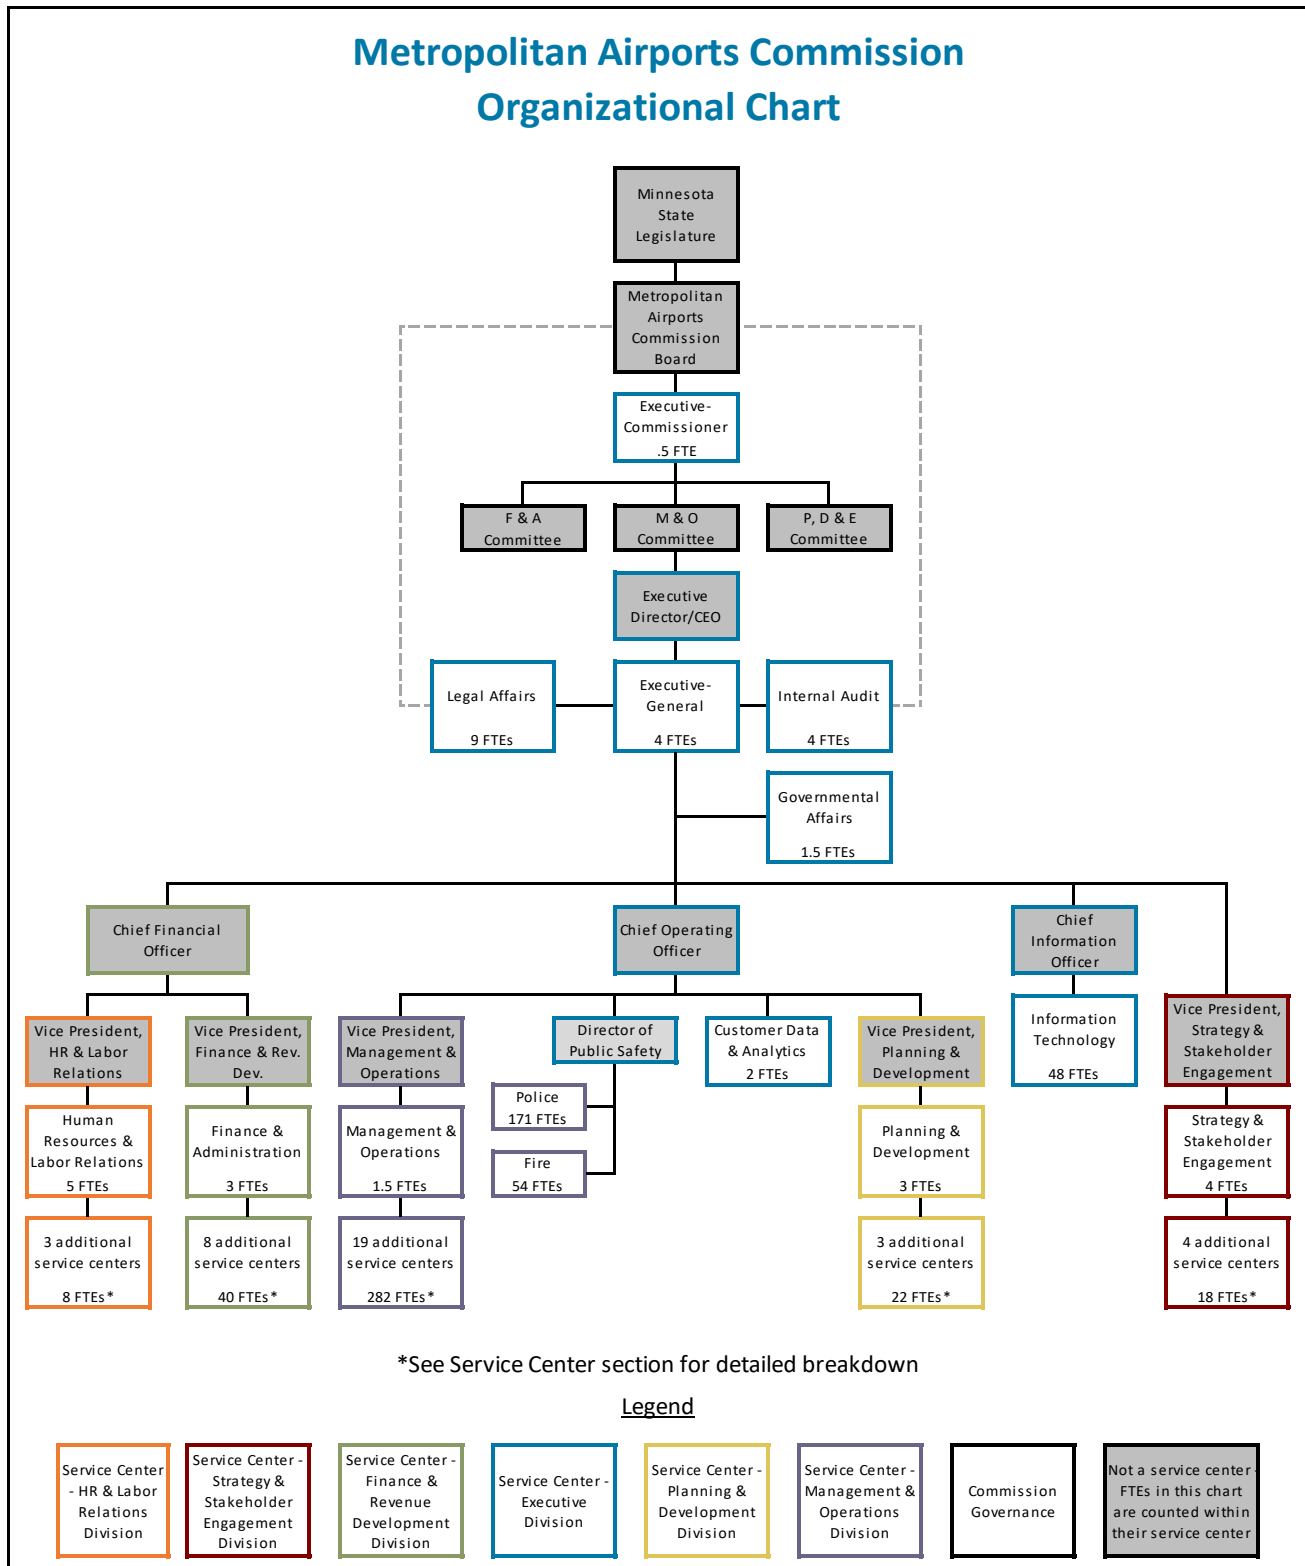 Metropolitan Airports Commission
Organizational Chart
Minnesota
State
Legislature
Metropolitan
Airports
Commission
Board
Executive-
Commissioner
.5 FTE
F & A
Committee
M & O
Committee
P, D & E
Committee
Executive
Director/CEO
Legal Affairs
9 FTEs
Executive-
General
4 FTEs
Internal Audit
4 FTEs
Governmental
Affairs
1.5 FTEs
Chief Financial
Officer
Chief Operating
Officer
Chief
Information
Officer
Vice President,
HR & Labor
Relations
Vice President,
Finance & Rev.
Dev.
Vice President,
Management &
Operations
Director of
Public Safety
Customer Data
& Analytics
2 FTEs
Vice President,
Planning &
Development
Information
Technology
48 FTEs
Vice President,
Strategy &
Stakeholder
Engagement
Police
171 FTEs
Fire
54 FTEs
Human
Resources &
Labor Relations
5 FTEs
Finance &
Administration
3 FTEs
Management &
Operations
1.5 FTEs
Planning &
Development
3 FTEs
Strategy &
Stakeholder
Engagement
4 FTEs
3 additional
service centers
8 FTEs*
8 additional
service centers
40 FTEs*
19 additional
service centers
282 FTEs*
3 additional
service centers
22 FTEs*
4 additional
service centers
18 FTEs*
*See Service Center section for detailed breakdown
Legend
Service Center
- HR & Labor
Relations
Division
Service Center -
Strategy &
Stakeholder
Engagement
Division
Service Center -
Finance &
Revenue
Development
Division
Service Center -
Executive
Division
Service Center -
Planning &
Development
Division
Service Center -
Management &
Operations
Division
Commission
Governance
Not a service center -
FTEs in this chart
are counted within
their service center